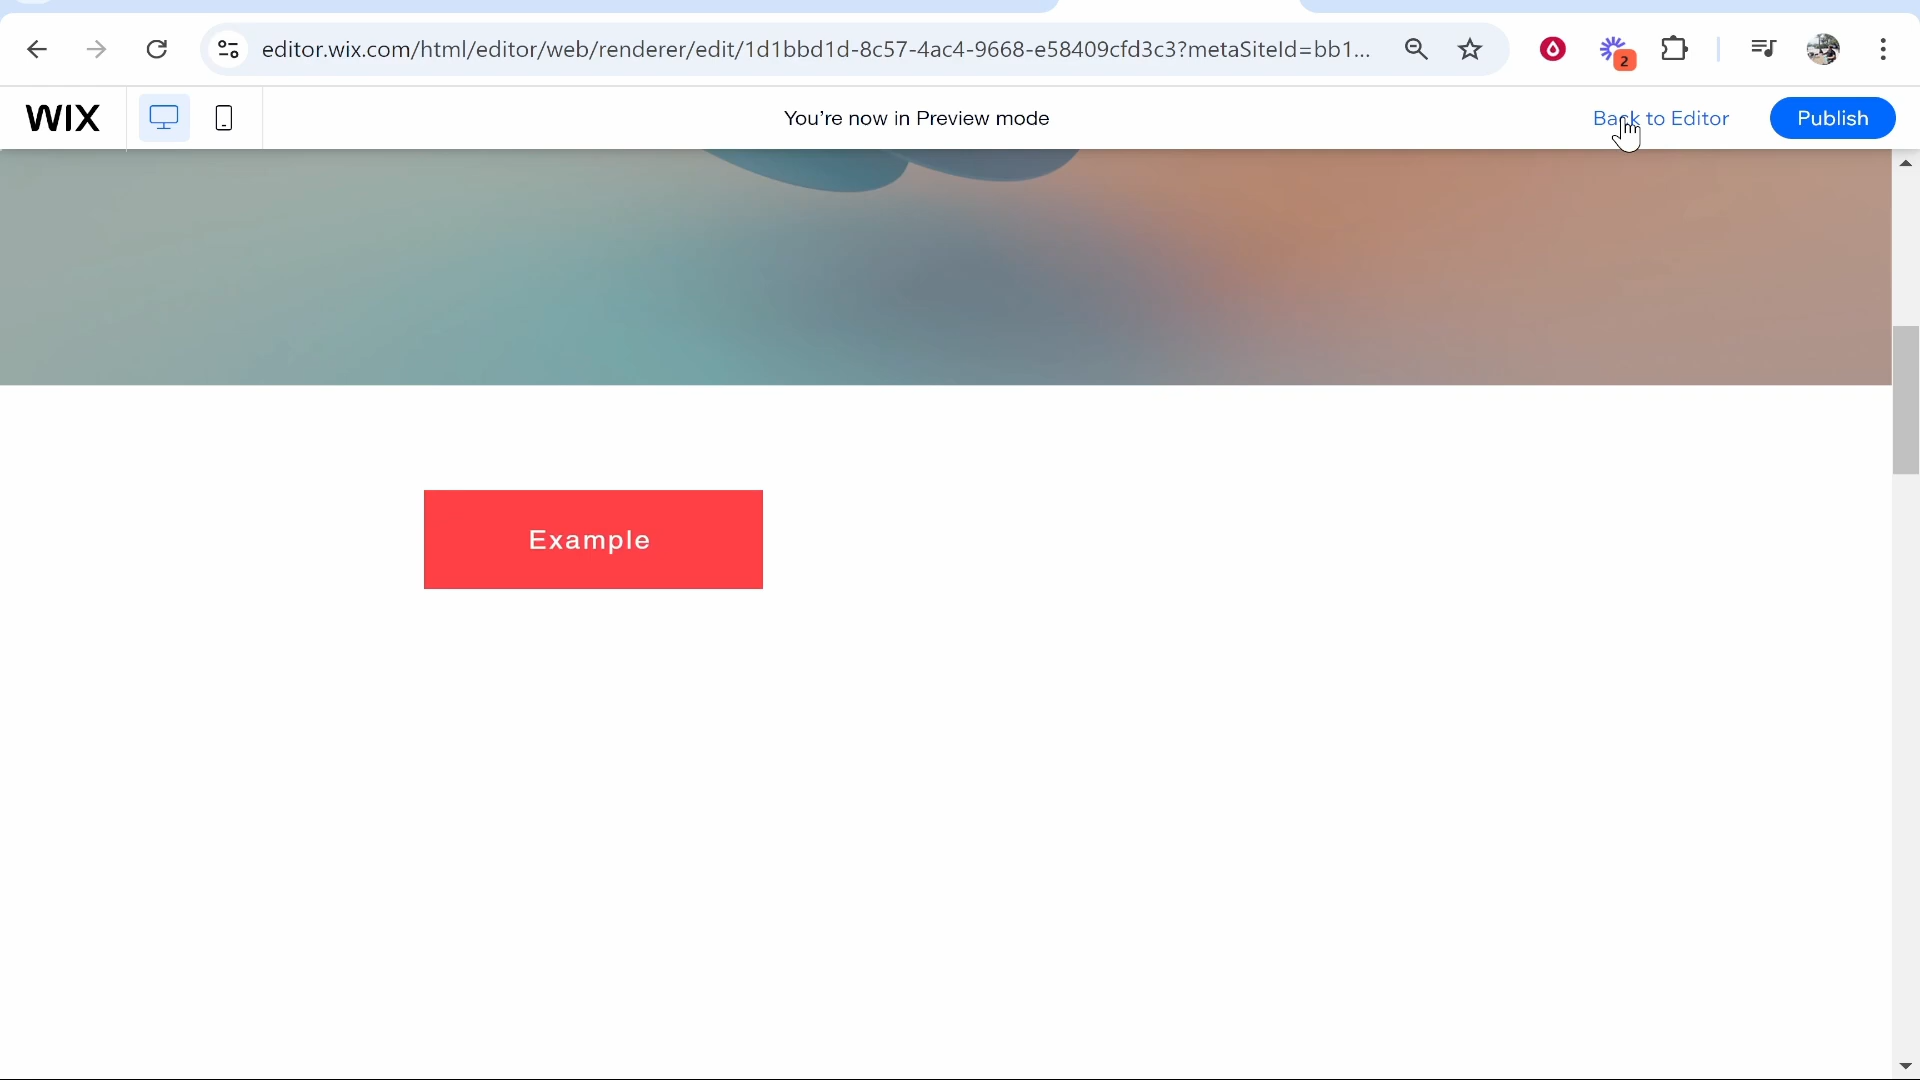 editor.wix.com/html/editor/web/renderer/edit/1d1bbd1d-8c57-4ac4-9668-e58409cfd3c3?metaSiteId=bb1...
2
WIX
You're now in Preview mode
Back to Editor
Publish
Example